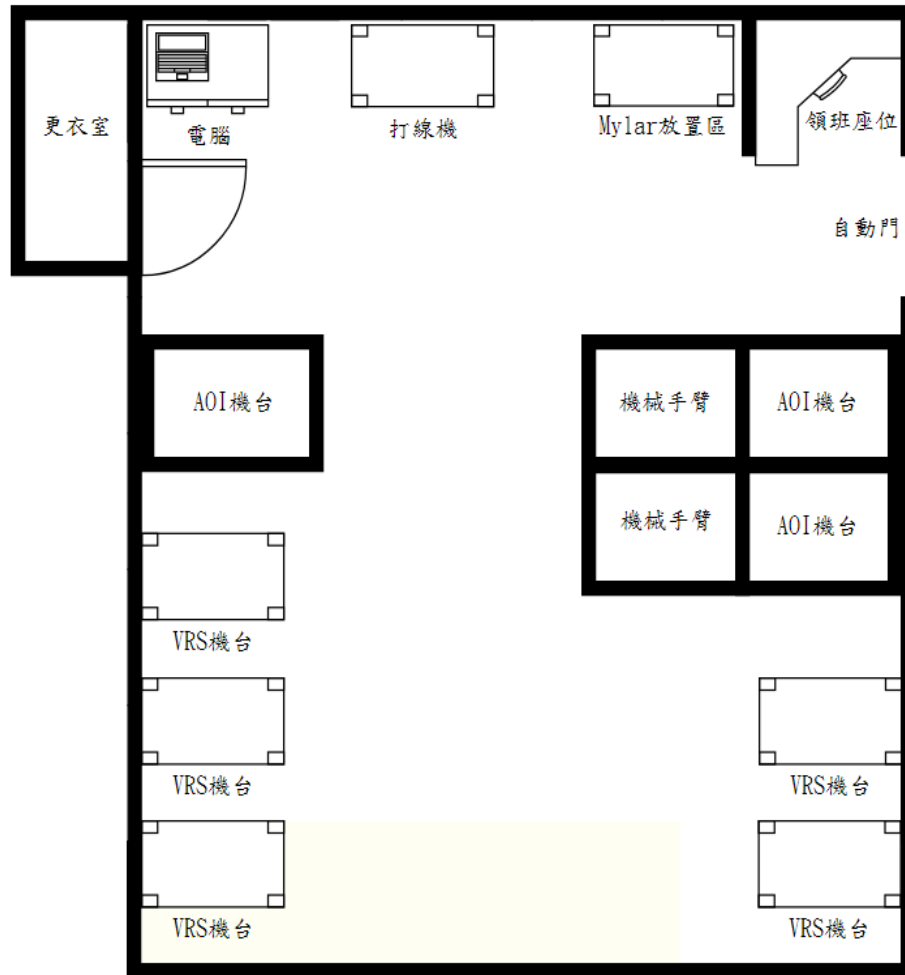 更衣室
電腦
打線機
Mylar放置區
領班座位
自動門
AOI機台
機械手臂
AOI機台
機械手臂
AOI機台
VRS機台
VRS機台
VRS機台
VRS機台
VRS機台